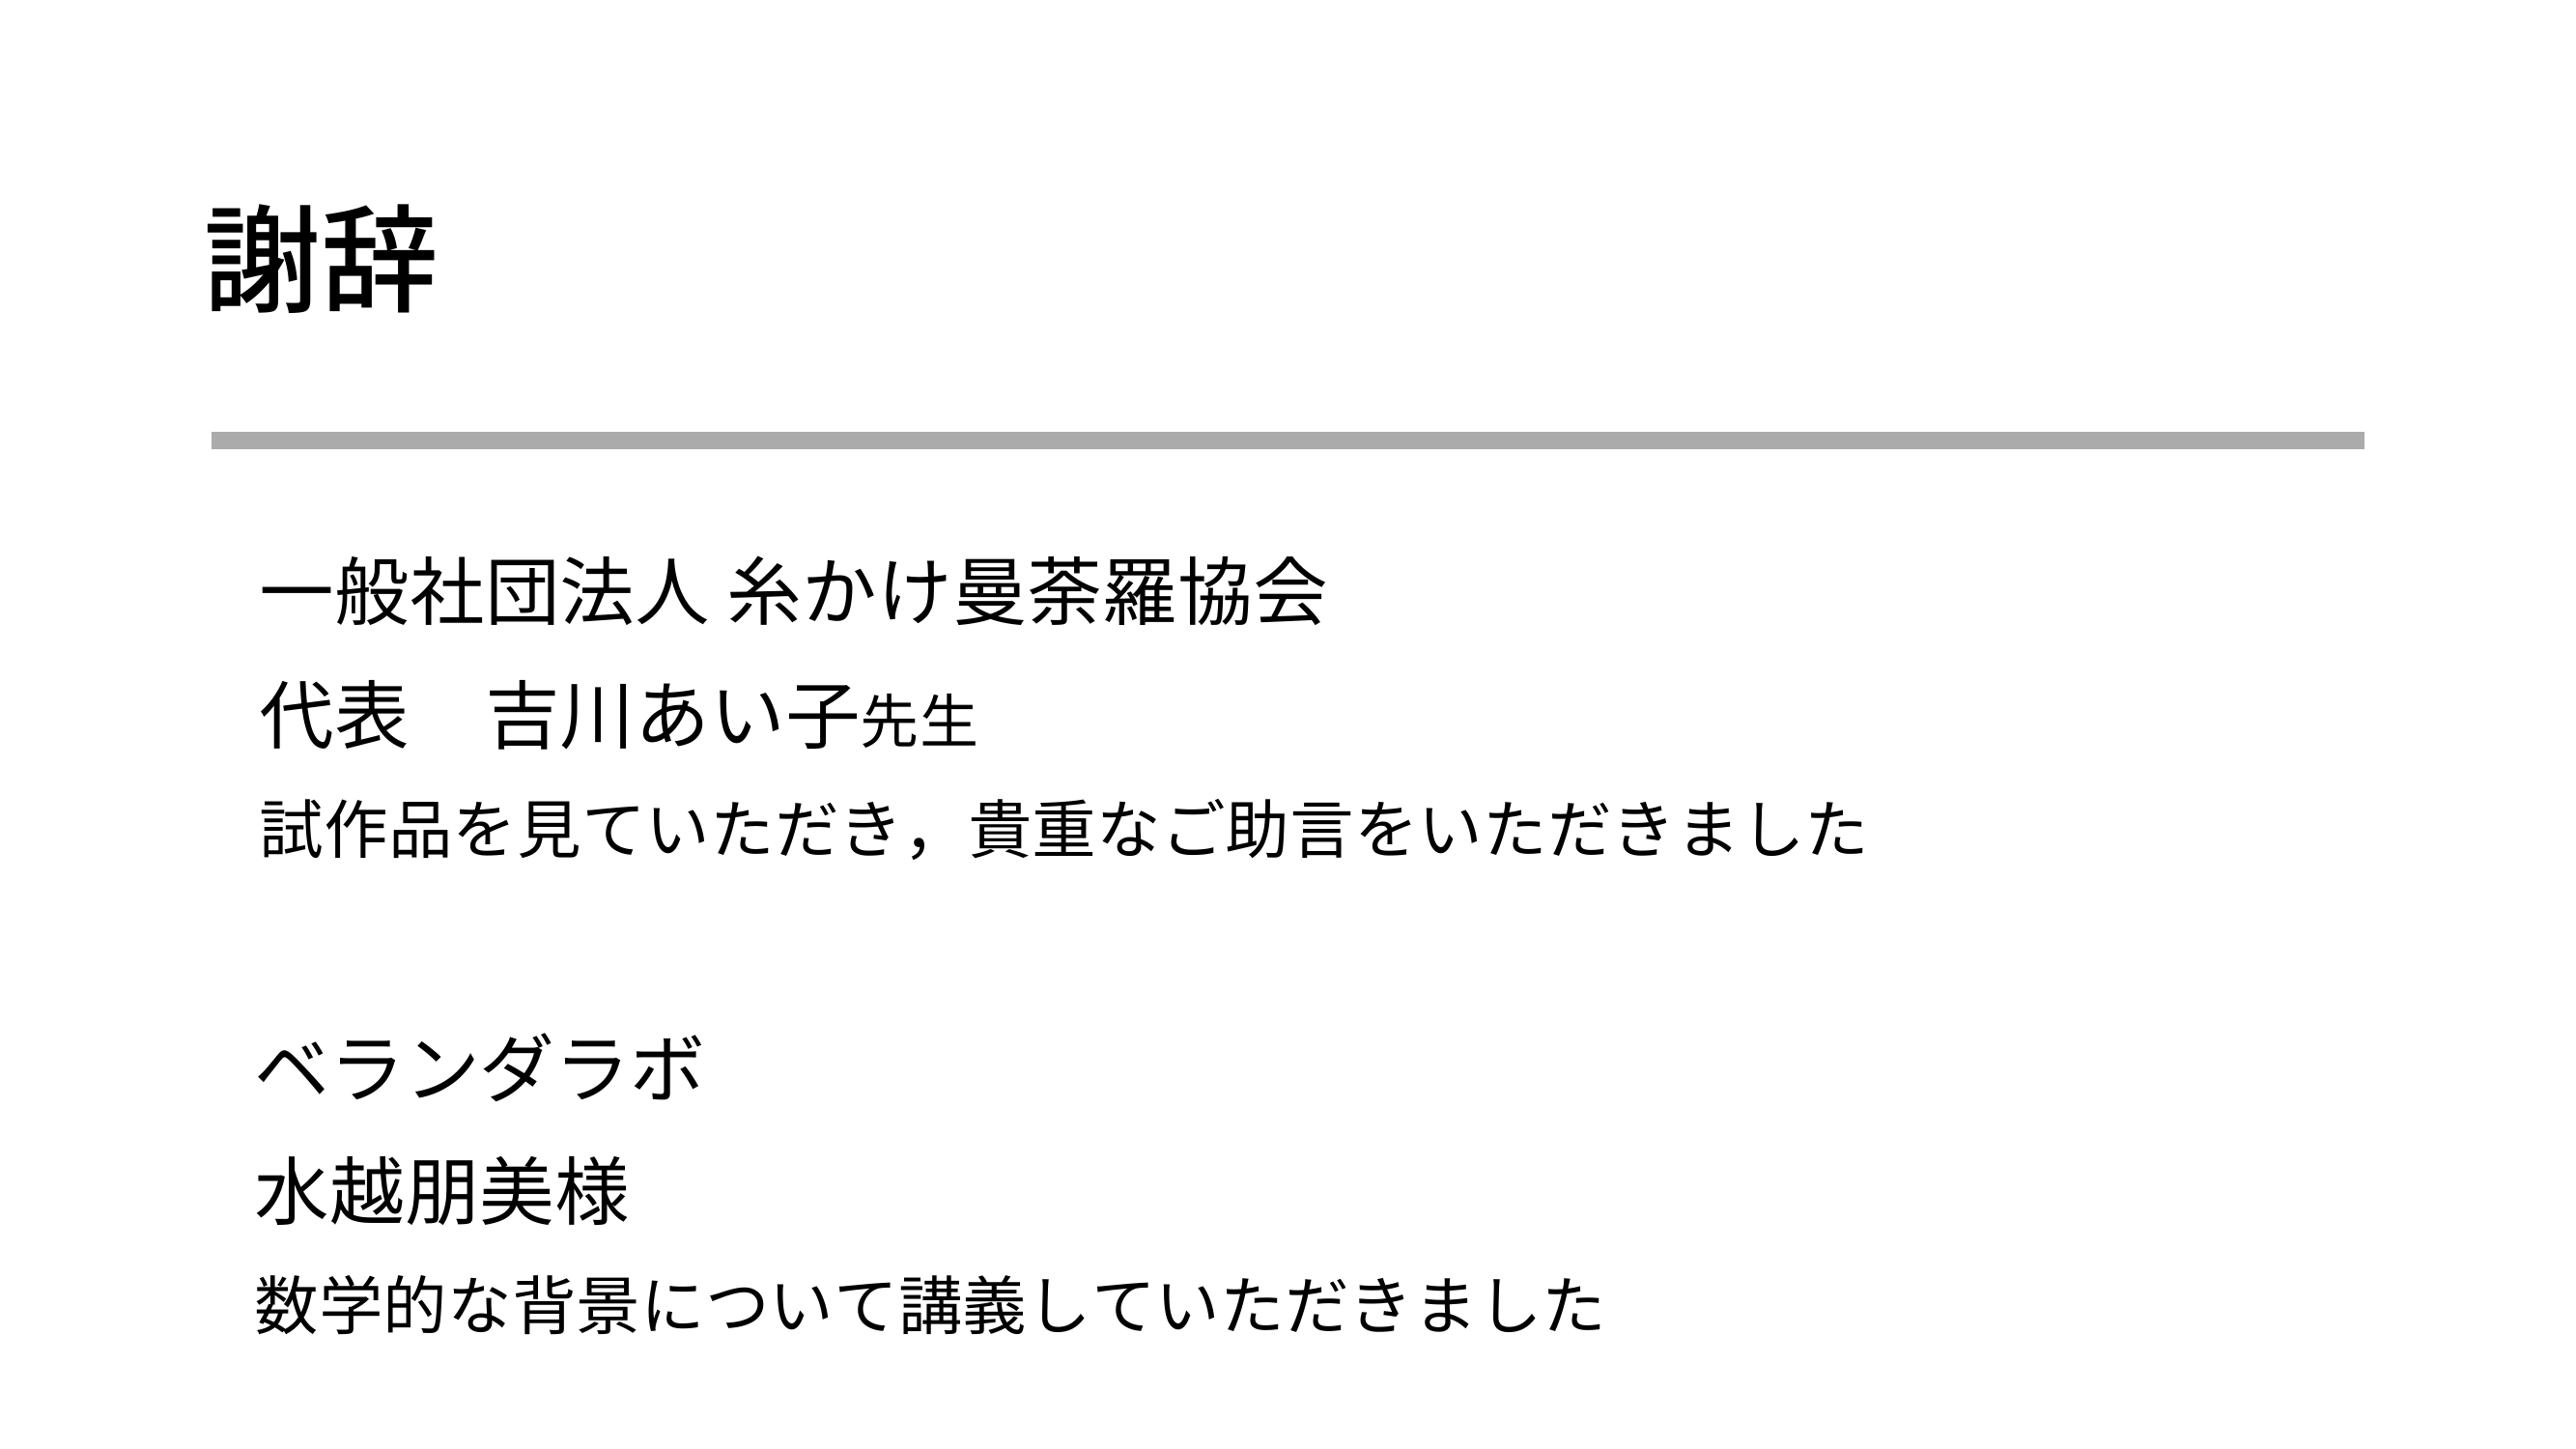 謝辞
一般社団法人 糸かけ曼荼羅協会
代表　吉川あい子先生
試作品を見ていただき，貴重なご助言をいただきました
ベランダラボ
水越朋美様
数学的な背景について講義していただきました